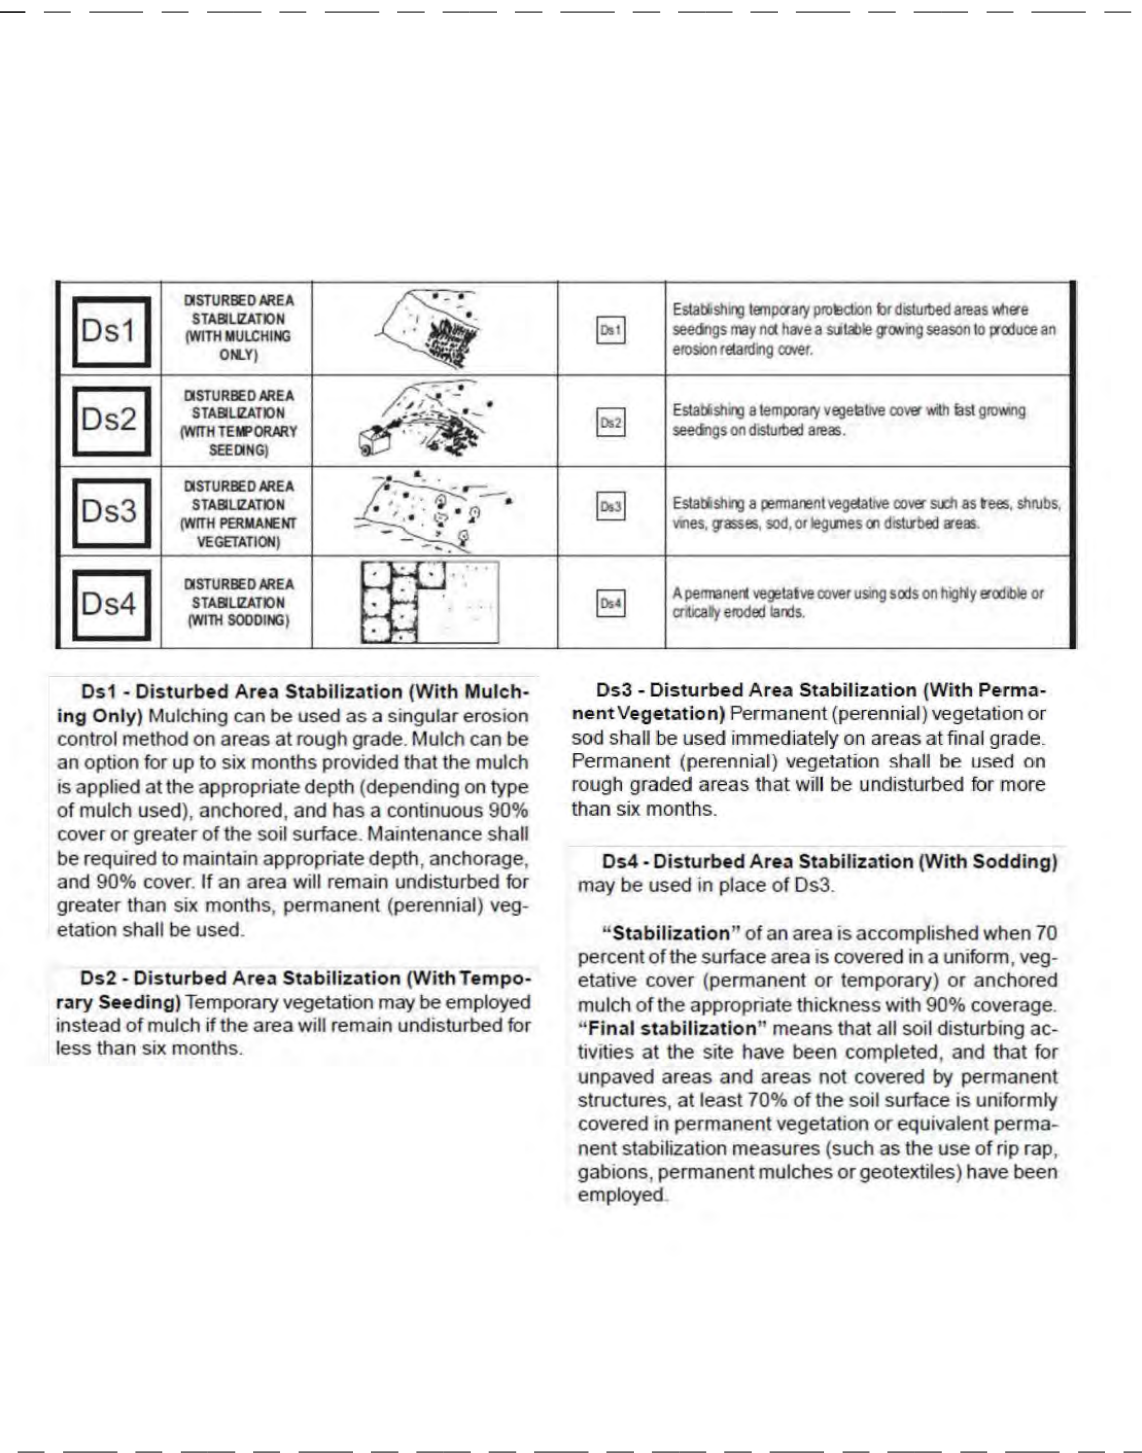 Ds1
DISTURBED AREA
STABILIZATION
(WITH MULCHING
ONLY)
Ds1
Establishing temporary protection for disturbed areas where
seedings may not have a suitable growing season to produce an
erosion retarding cover.
Ds2
DISTURBED AREA
STABILIZATION
(WITH TEMPORARY
SEEDING)
Ds2
Establishing a temporary vegetative cover with fast growing
seedings on disturbed areas.
Ds3
DISTURBED AREA
STABILIZATION
(WITH PERMANENT
VEGETATION)
Ds3
Establishing a permanent vegetative cover such as trees, shrubs,
vines, grasses, sod, or legumes on disturbed areas.
Ds4
DISTURBED AREA
STABILIZATION
(WITH SODDING)
Ds4
A permanent vegetative cover using sods on highly erodible or
critically eroded lands.
Ds1 - Disturbed Area Stabilization (With Mulch-
ing Only) Mulching can be used as a singular erosion
control method on areas at rough grade. Mulch can be
an option for up to six months provided that the mulch
is applied at the appropriate depth (depending on type
of mulch used), anchored, and has a continuous 90%
cover or greater of the soil surface. Maintenance shall
be required to maintain appropriate depth, anchorage,
and 90% cover. If an area will remain undisturbed for
greater than six months, permanent (perennial) veg-
etation shall be used.
Ds2 - Disturbed Area Stabilization (With Tempo-
rary Seeding) Temporary vegetation may be employed
instead of mulch if the area will remain undisturbed for
less than six months.
Ds3 - Disturbed Area Stabilization (With Perma-
nent Vegetation) Permanent (perennial) vegetation or
sod shall be used immediately on areas at final grade.
Permanent (perennial) vegetation shall be used on
rough graded areas that will be undisturbed for more
than six months.
Ds4 - Disturbed Area Stabilization (With Sodding)
may be used in place of Ds3.
“Stabilization” of an area is accomplished when 70
percent of the surface area is covered in a uniform, veg-
etative cover (permanent or temporary) or anchored
mulch of the appropriate thickness with 90% coverage.
“Final stabilization” means that all soil disturbing ac-
tivities at the site have been completed, and that for
unpaved areas and areas not covered by permanent
structures, at least 70% of the soil surface is uniformly
covered in permanent vegetation or equivalent perma-
nent stabilization measures (such as the use of rip rap,
gabions, permanent mulches or geotextiles) have been
employed.